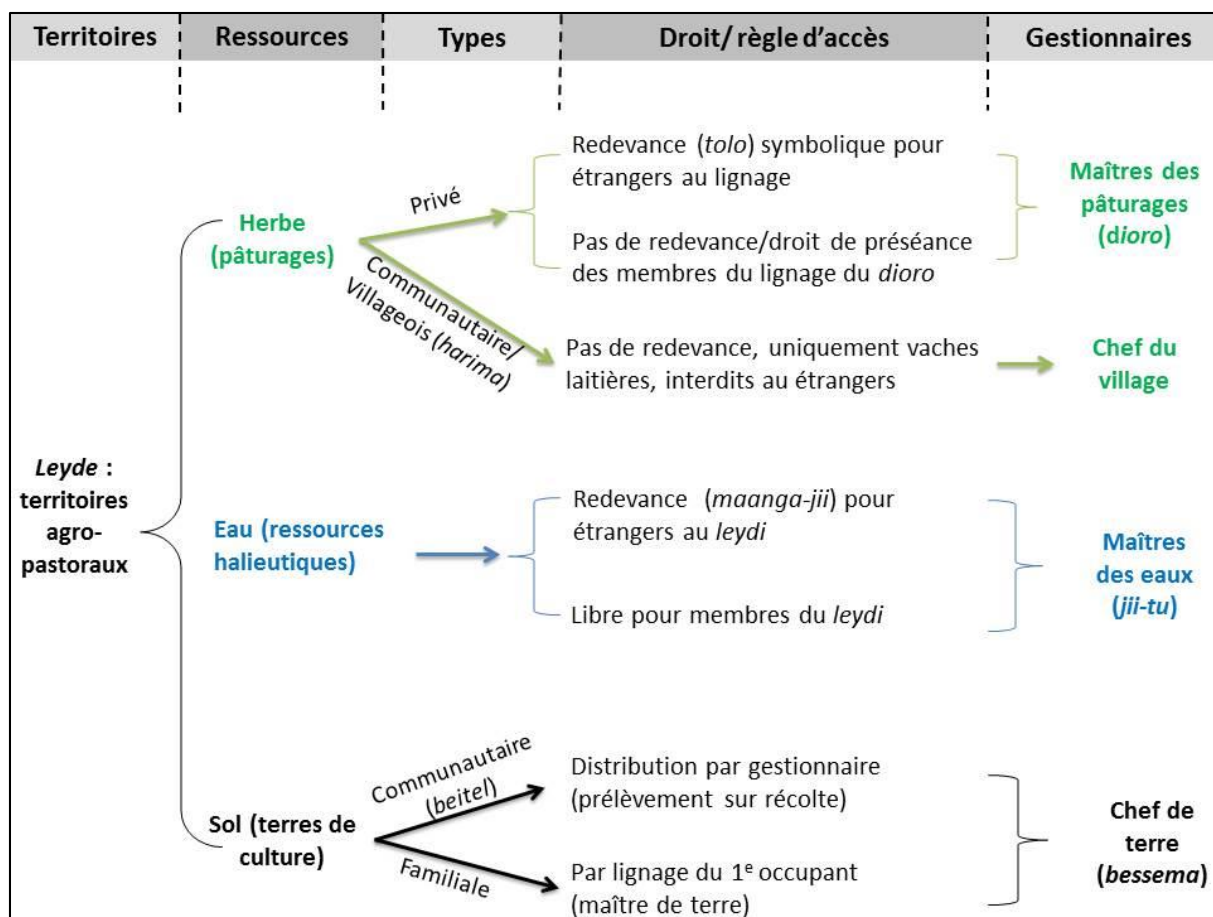 Territoires Ressources Types Droit/ règle d'accès Gestionnaires
Leyde :
territoires
agro-
pastoraux
Herbe
(pâturages)
Privé
Redevance (tolo) symbolique pour
étrangers au lignage
Pas de redevance/droit de préséance
des membres du lignage du dioro
Maîtres des
pâturages
(dioro)
Communautaire/
Villageois (harima)
Pas de redevance, uniquement vaches
laitières, interdits au étrangers
Chef du
village
Eau (ressources
halieutiques)
Redevance (maanga-jii) pour
étrangers au leydi
Libre pour membres du leydi
Maîtres
des eaux
(jii-tu)
Sol (terres de
culture)
Communautaire
(beitel)
Distribution par gestionnaire
(prélèvement sur récolte)
Familiale
Par lignage du 1e occupant
(maître de terre)
Chef de
terre
(bessema)